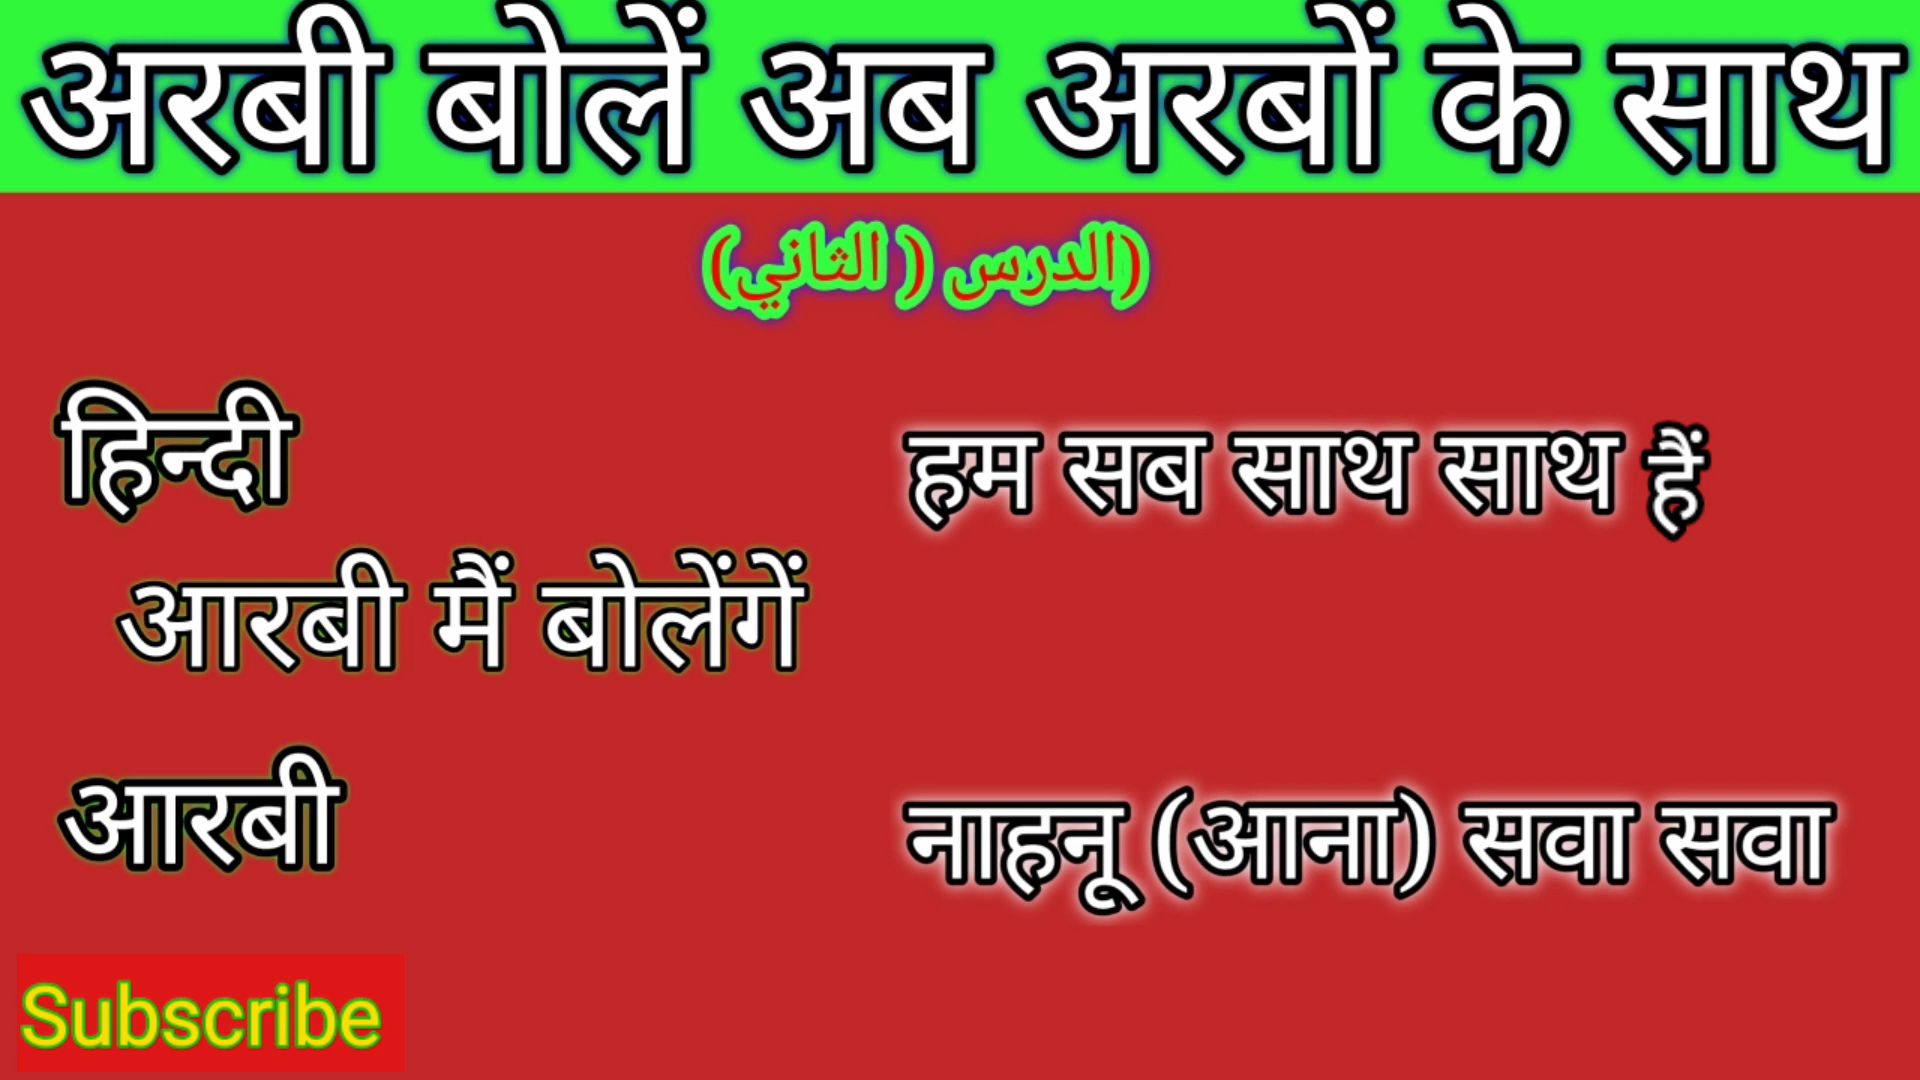 अरबी बोलें अब अरबों के साथ
(الدرس ( الثاني)
हिन्दी
हम सब साथ साथ हैं
आरबी मैं बोलेंगें
आरबी
नाहनू (आना) सवा सवा
Subscribe